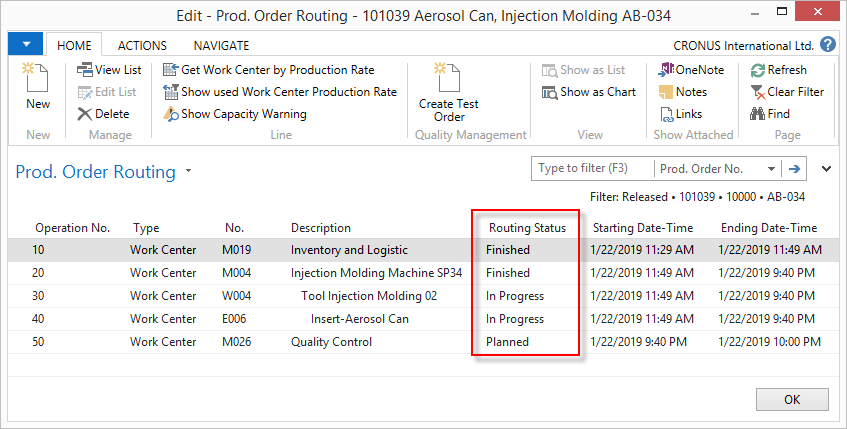 Edit - Prod. Order Routing - 101039 Aerosol Can, Injection Molding AB-034
HOME ACTIONS NAVIGATE CRONUS International Ltd.
New
View List
Edit List
Delete
Get Work Center by Production Rate
Show used Work Center Production Rate
Show Capacity Warning
Create Test
Order
Show as List
Show as Chart
OneNote
Notes
Links
Refresh
Clear Filter
Find
New Manage Line Quality Management View Show Attached Page
Prod. Order Routing
Type to filter (F3) Prod. Order No.
Filter: Released • 101039 • 10000 • AB-034
Operation No. Type No. Description Routing Status Starting Date-Time Ending Date-Time
10 Work Center M019 Inventory and Logistic Finished 1/22/2019 11:29 AM 1/22/2019 11:49 AM
20 Work Center M004 Injection Molding Machine SP34 Finished 1/22/2019 11:49 AM 1/22/2019 9:40 PM
30 Work Center W004 Tool Injection Molding 02 In Progress 1/22/2019 11:49 AM 1/22/2019 9:40 PM
40 Work Center E006 Insert-Aerosol Can In Progress 1/22/2019 11:49 AM 1/22/2019 9:40 PM
50 Work Center M026 Quality Control Planned 1/22/2019 9:40 PM 1/22/2019 10:00 PM
OK